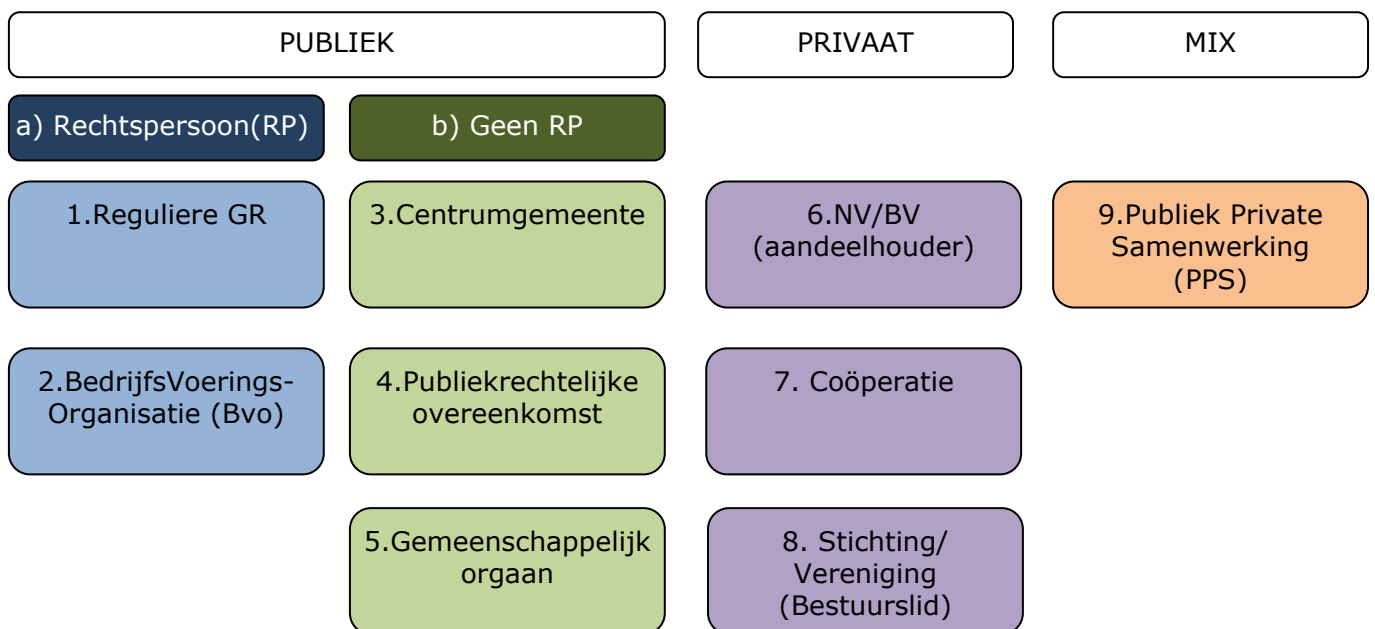 PUBLIEK
PRIVAAT
MIX
a) Rechtspersoon(RP)
b) Geen RP
1.Reguliere GR
3.Centrumgemeente
6.NV/BV
(aandeelhouder)
9.Publiek Private
Samenwerking
(PPS)
2.BedrijfsVoerings-
Organisatie (Bvo)
4.Publiekrechtelijke
overeenkomst
7. Coöperatie
5.Gemeenschappelijk
orgaan
8. Stichting/
Vereniging
(Bestuurslid)